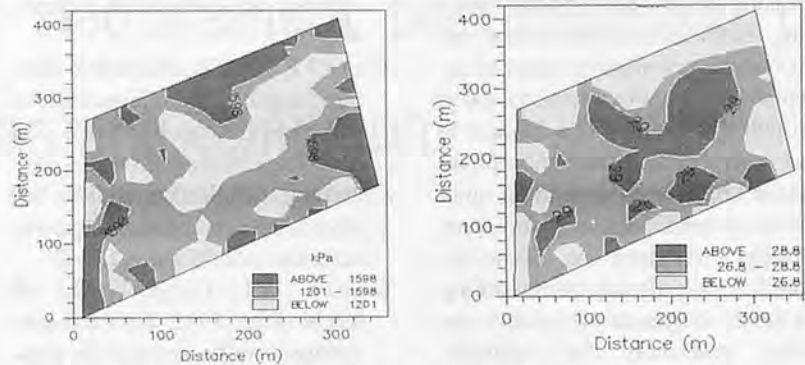 400
300
200
100
0
Distance (m)
kPa
ABOVE 1598
1201 - 1598
BELOW 1201
0 100 200 300
Distance (m)
400
300
200
100
0
Distance (m)
ABOVE 28.8
26.8 - 28.8
BELOW 26.8
0 100 200 300
Distance (m)